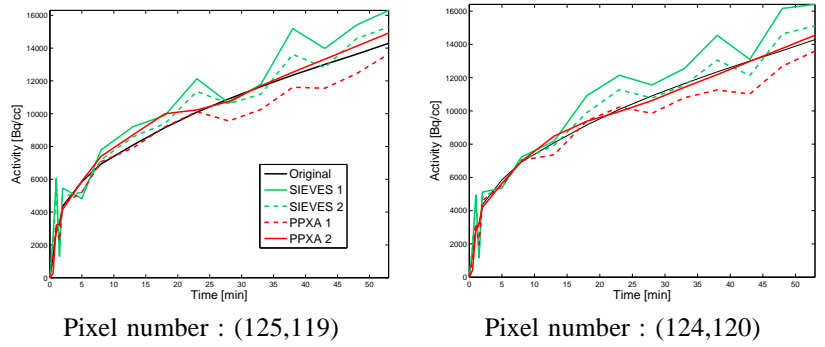 16000
14000
12000
10000
8000
6000
4000
2000
0
Activity [Bq/cc]
0 5 10 15 20 25 30 35 40 45 50
Time [min]
Original
SIEVES 1
SIEVES 2
PPXA 1
PPXA 2
Pixel number : (125,119)
16000
14000
12000
10000
8000
6000
4000
2000
0
Activity [Bq/cc]
0 5 10 15 20 25 30 35 40 45 50
Time [min]
Pixel number : (124,120)